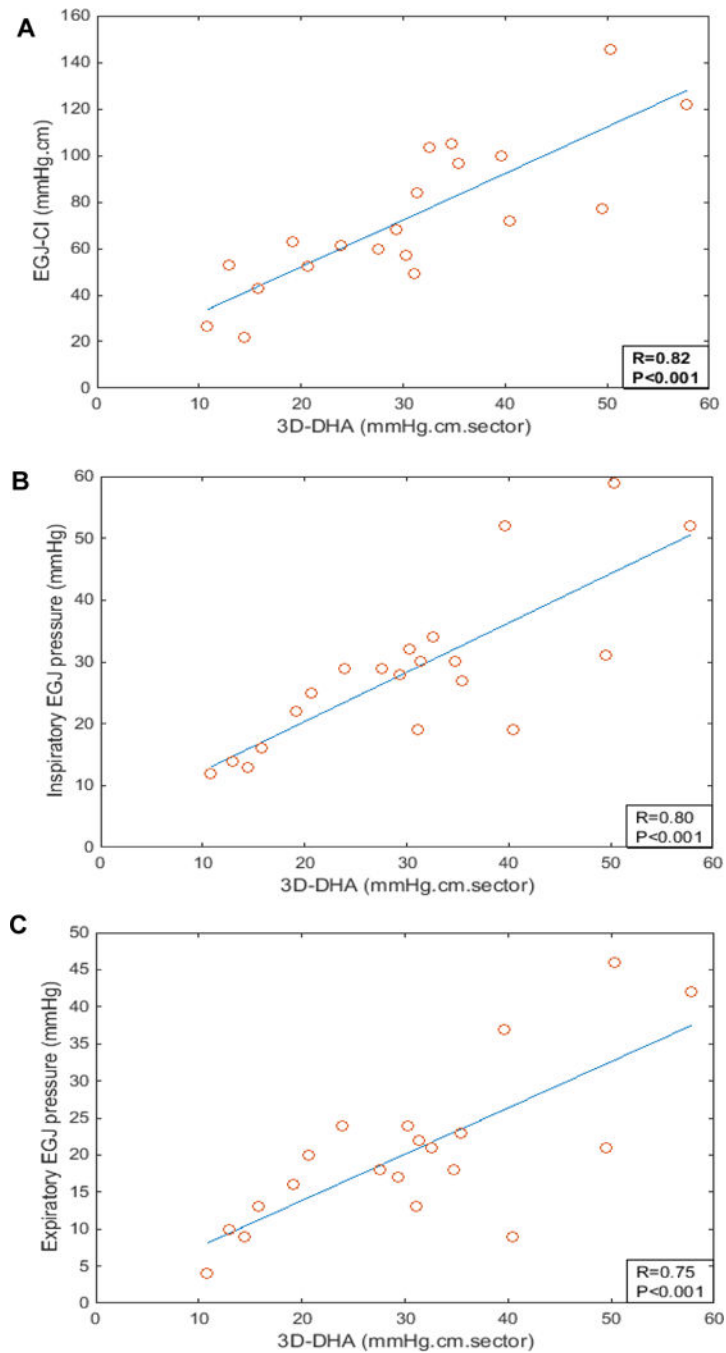 A
160
140
120
100
80
60
40
20
0
EGJ-CI (mmHg.cm)
R=0.82
P<0.001
0 10 20 30 40 50 60
3D-DHA (mmHg.cm.sector)
B
60
50
40
30
20
10
0
Inspiratory EGJ pressure (mmHg)
R=0.80
P<0.001
0 10 20 30 40 50 60
3D-DHA (mmHg.cm.sector)
C
50
45
40
35
30
25
20
15
10
5
0
Expiratory EGJ pressure (mmHg)
R=0.75
P<0.001
0 10 20 30 40 50 60
3D-DHA (mmHg.cm.sector)